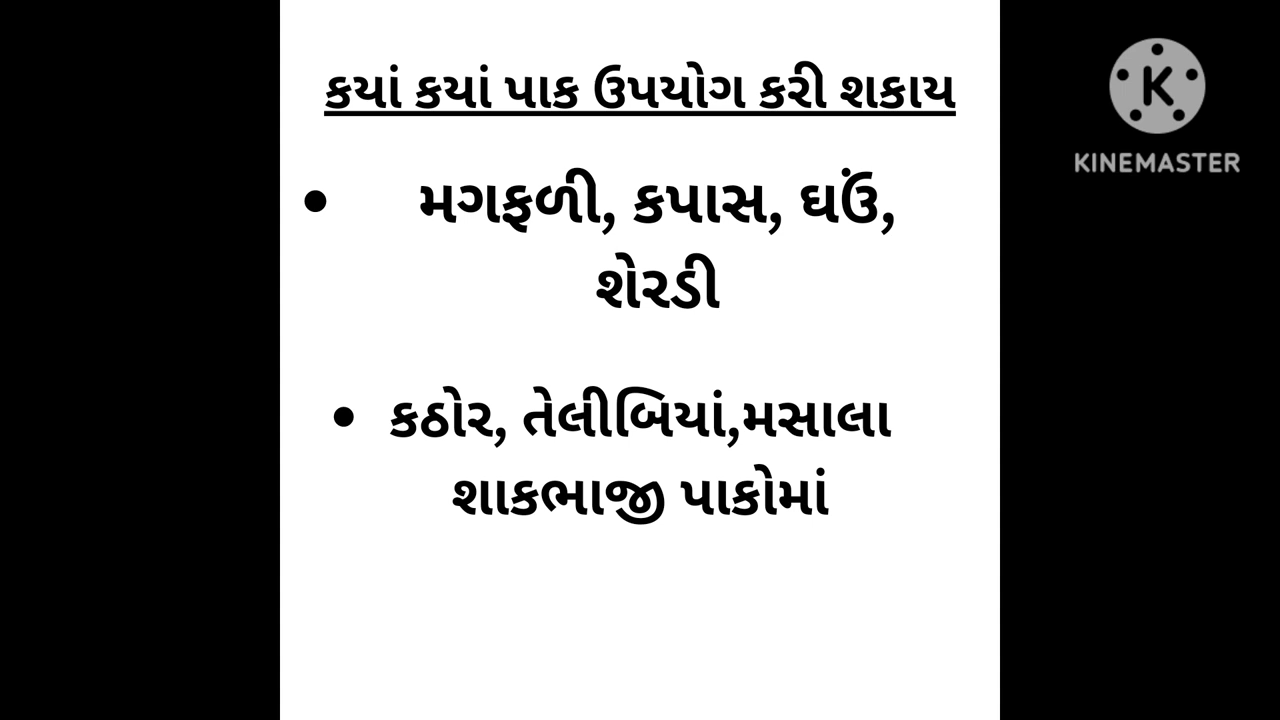 કયાં કયાં પાક ઉપયોગ કરી શકાય
KINEMASTER
• મગફળી, કપાસ, ઘઉં,
શેરડી
• કઠોર, તેલીબિયાં,મસાલા
શાકભાજી પાકોમાં